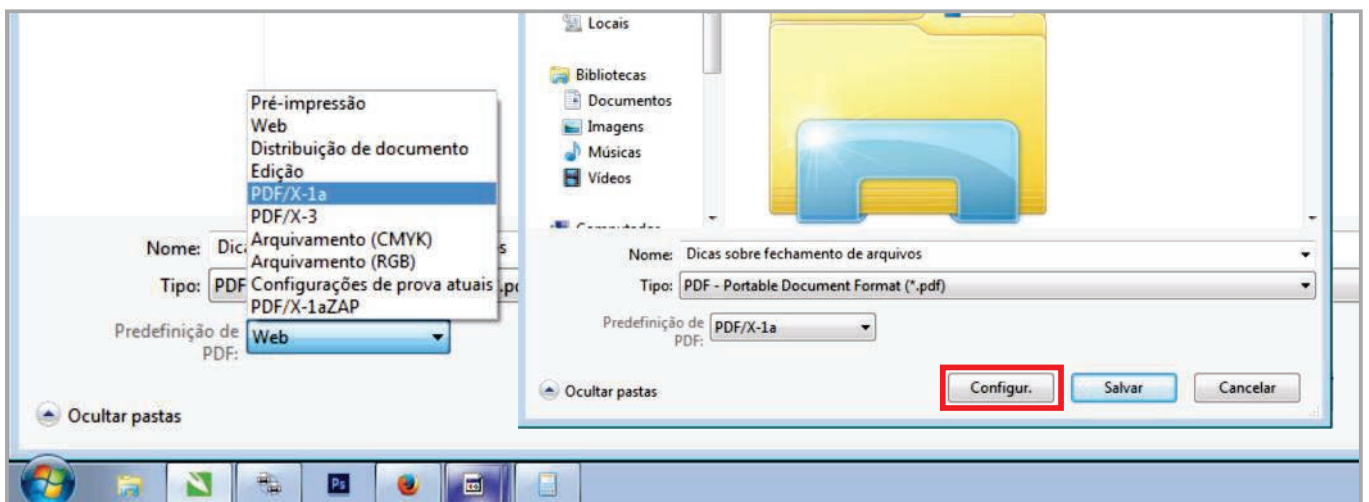 Pré-impressão
Web
Distribuição de documento
Edição
PDF/X-1a
PDF/X-3
Arquivamento (CMYK)
Arquivamento (RGB)
Configurações de prova atuais
PDF/X-1aZAP
Nome: Dic s
Tipo: PDF .p
Predefinição de PDF: Web
Ocultar pastas
Locais
Bibliotecas
Documentos
Imagens
Músicas
Vídeos
Nome: Dicas sobre fechamento de arquivos
Tipo: PDF - Portable Document Format (*.pdf)
Predefinição de
PDF: PDF/X-1a
Ocultar pastas
Configur. Salvar Cancelar
Ps